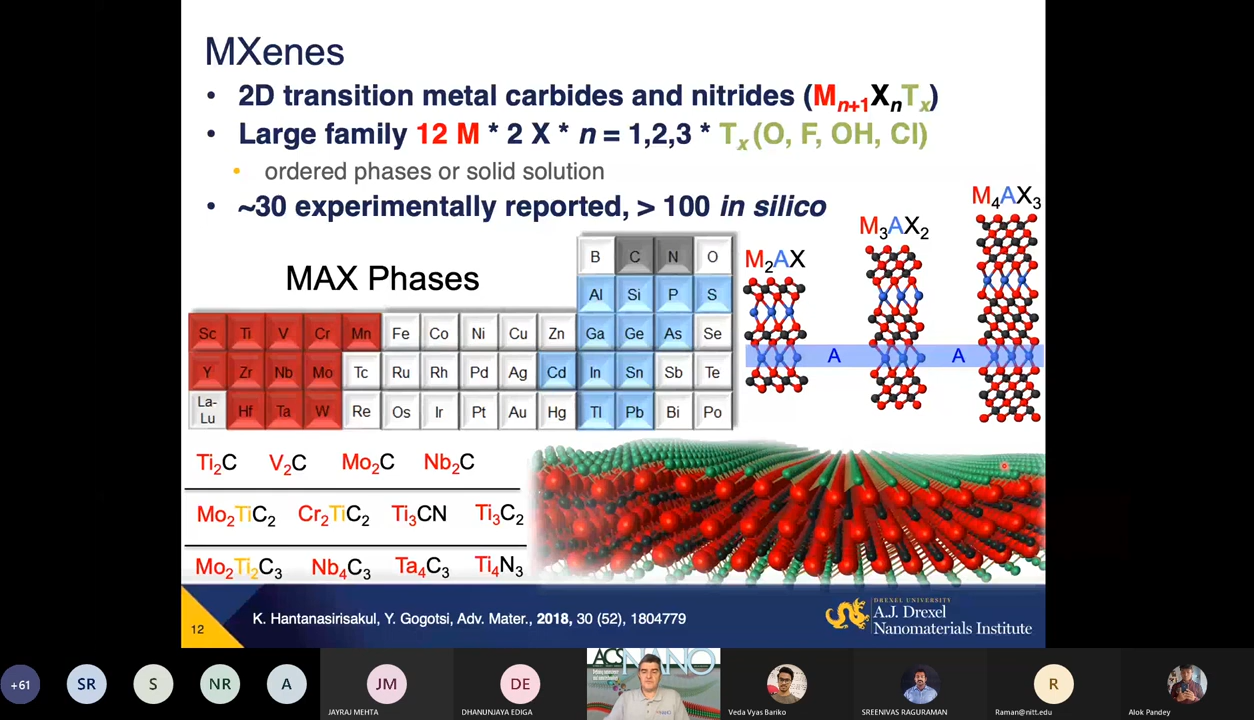 MXenes
• 2D transition metal carbides and nitrides (Mn+1XnTx)
• Large family 12 M * 2 X * n = 1,2,3 * Tx (O, F, OH, Cl)
• ordered phases or solid solution
• ~30 experimentally reported, > 100 in silico
MAX Phases
B C N O
Al Si P S
Sc Ti V Cr Mn Fe Co Ni Cu Zn Ga Ge As Se
Y Zr Nb Mo Tc Ru Rh Pd Ag Cd In Sn Sb Te
La-Lu Hf Ta W Re Os Ir Pt Au Hg Tl Pb Bi Po
M2AX
M3AX2
M4AX3
A A
Ti2C V2C Mo2C Nb2C
Mo2TiC2 Cr2TiC2 Ti3CN Ti3C2
Mo2Ti2C3 Nb4C3 Ta4C3 Ti4N3
12
K. Hantanasirisakul, Y. Gogotsi, Adv. Mater., 2018, 30 (52), 1804779
DREXEL UNIVERSITY
A.J. Drexel
Nanomaterials Institute
+61 SR S NR A
JM
JAYRAJ MEHTA
DE
DHANUNJAYA EDIGA
ACS NANO
Veda Vyas Bariko
SREENIVAS RAGURAMAN
R
Raman@nitt.edu
Alok Pandey